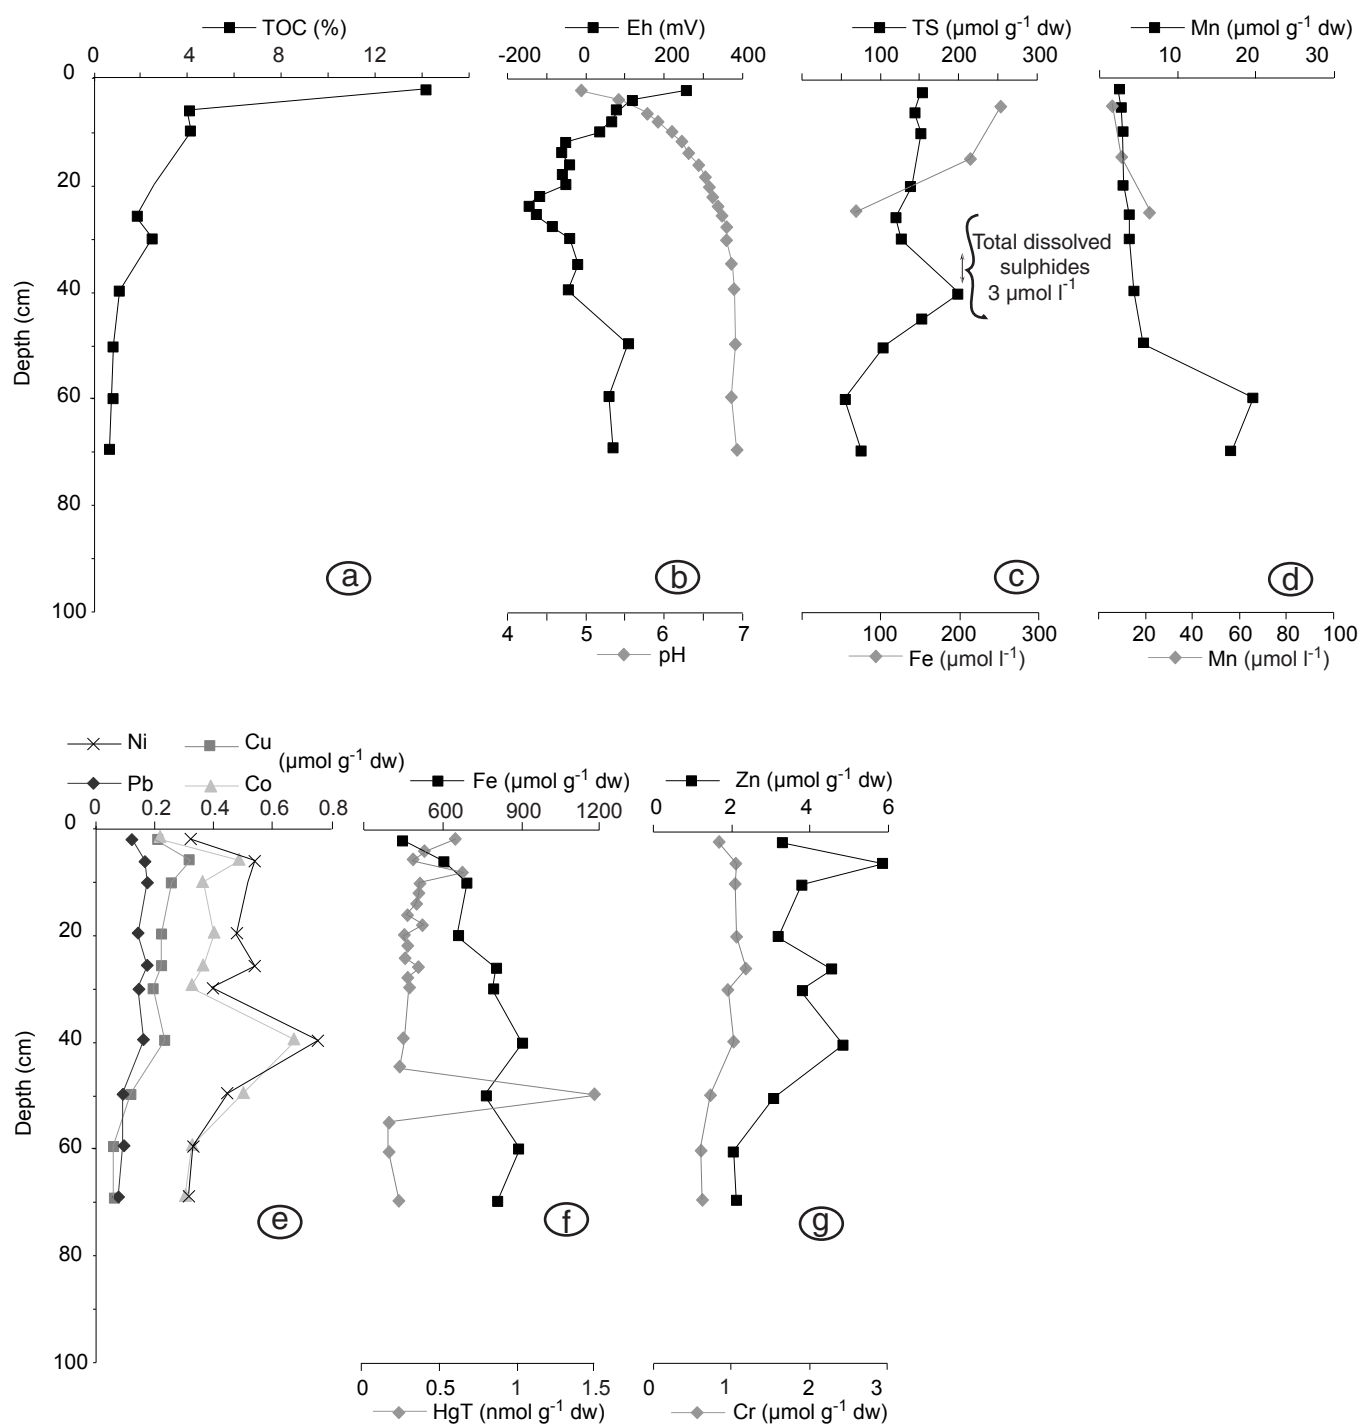 TOC (%)
Eh (mV)
TS (µmol g⁻¹ dw)
Mn (µmol g⁻¹ dw)
0 4 8 12
-200 0 200 400
100 200 300
10 20 30
0
20
40
60
80
100
Depth (cm)
Total dissolved
sulphides
3 µmol l⁻¹
a
b
c
d
4 5 6 7
100 200 300
20 40 60 80 100
pH
Fe (µmol l⁻¹)
Mn (µmol l⁻¹)
Ni
Cu
(µmol g⁻¹ dw)
Pb
Co
Fe (µmol g⁻¹ dw)
Zn (µmol g⁻¹ dw)
0 0.2 0.4 0.6 0.8
600 900 1200
0 2 4 6
0
20
40
60
80
100
Depth (cm)
e
f
g
0 0.5 1 1.5
0 1 2 3
HgT (nmol g⁻¹ dw)
Cr (µmol g⁻¹ dw)